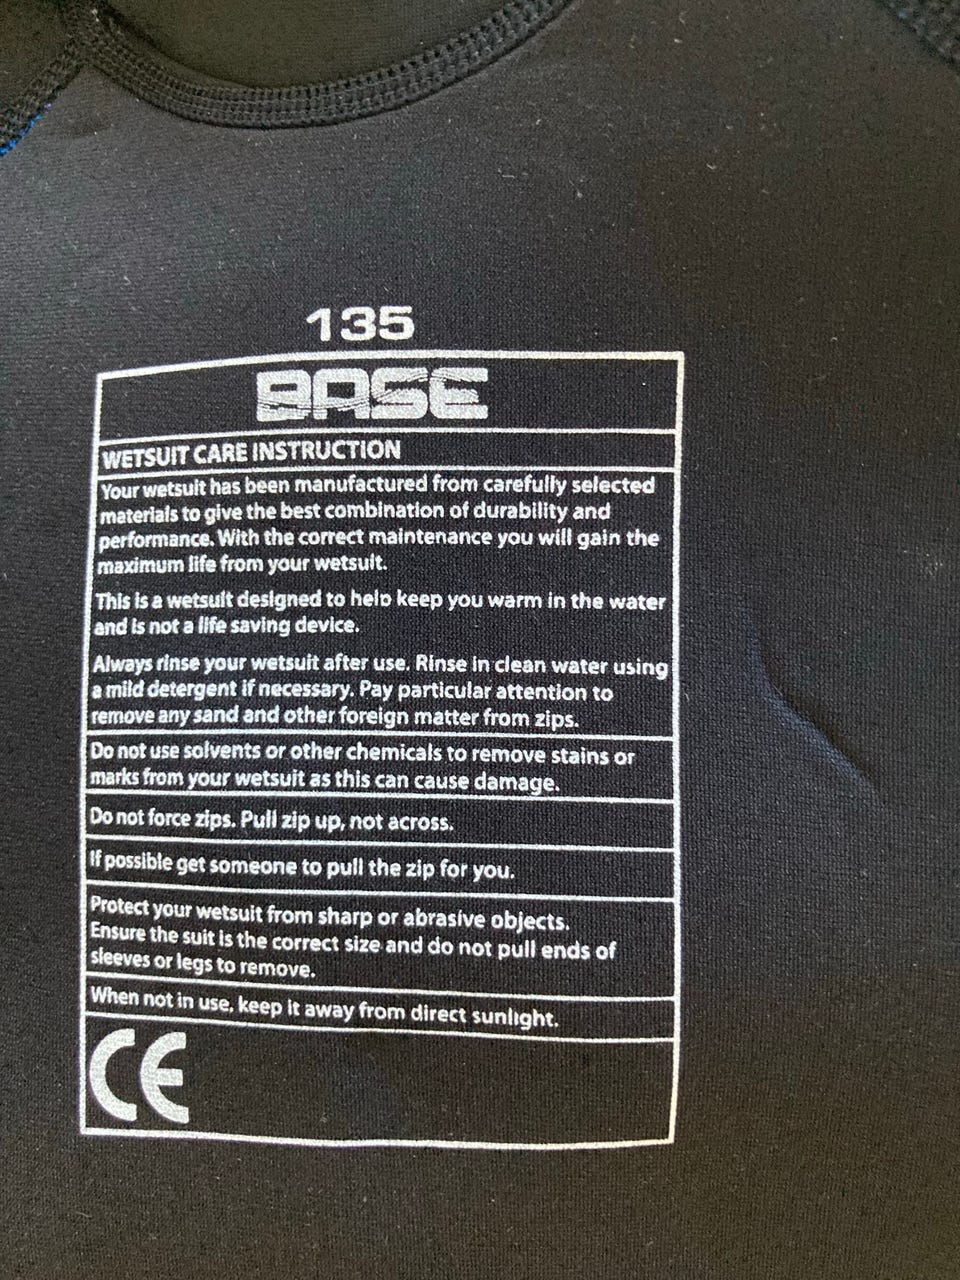 135
BASE
WETSUIT CARE INSTRUCTION
Your wetsuit has been manufactured from carefully selected
materials to give the best combination of durability and
performance. With the correct maintenance you will gain the
maximum life from your wetsuit.
This is a wetsuit designed to help keep you warm in the water
and is not a life saving device.
Always rinse your wetsuit after use. Rinse in clean water using
a mild detergent if necessary. Pay particular attention to
remove any sand and other foreign matter from zips.
Do not use solvents or other chemicals to remove stains or
marks from your wetsuit as this can cause damage.
Do not force zips. Pull zip up, not across.
If possible get someone to pull the zip for you.
Protect your wetsuit from sharp or abrasive objects.
Ensure the suit is the correct size and do not pull ends of
sleeves or legs to remove.
When not in use, keep it away from direct sunlight.
CE